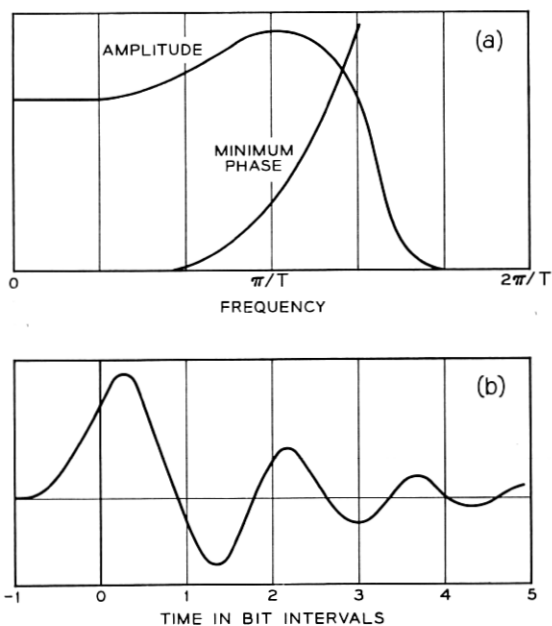 (a)
AMPLITUDE
MINIMUM
PHASE
0
π/T
2π/T
FREQUENCY
(b)
-1
0
1
2
3
4
5
TIME IN BIT INTERVALS